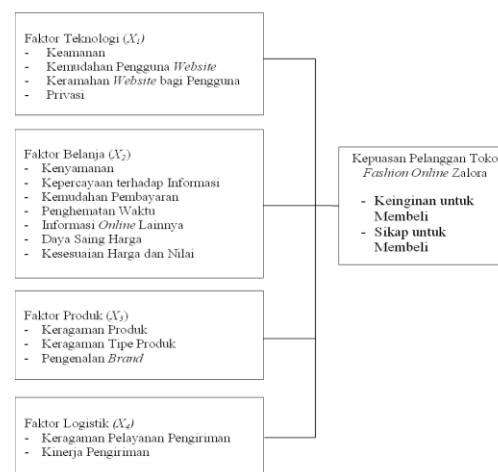 Faktor Teknologi (X1)
- Keamanan
- Kemudahan Pengguna Website
- Keramahan Website bagi Pengguna
- Privasi
Faktor Belanja (X2)
- Kenyamanan
- Kepercayaan terhadap Informasi
- Kemudahan Pembayaran
- Penghematan Waktu
- Informasi Online Lainnya
- Daya Saing Harga
- Kesesuaian Harga dan Nilai
Faktor Produk (X3)
- Keragaman Produk
- Keragaman Tipe Produk
- Pengenalan Brand
Faktor Logistik (X4)
- Keragaman Pelayanan Pengiriman
- Kinerja Pengiriman
Kepuasan Pelanggan Toko
Fashion Online Zalora
- Keinginan untuk
Membeli
- Sikap untuk
Membeli